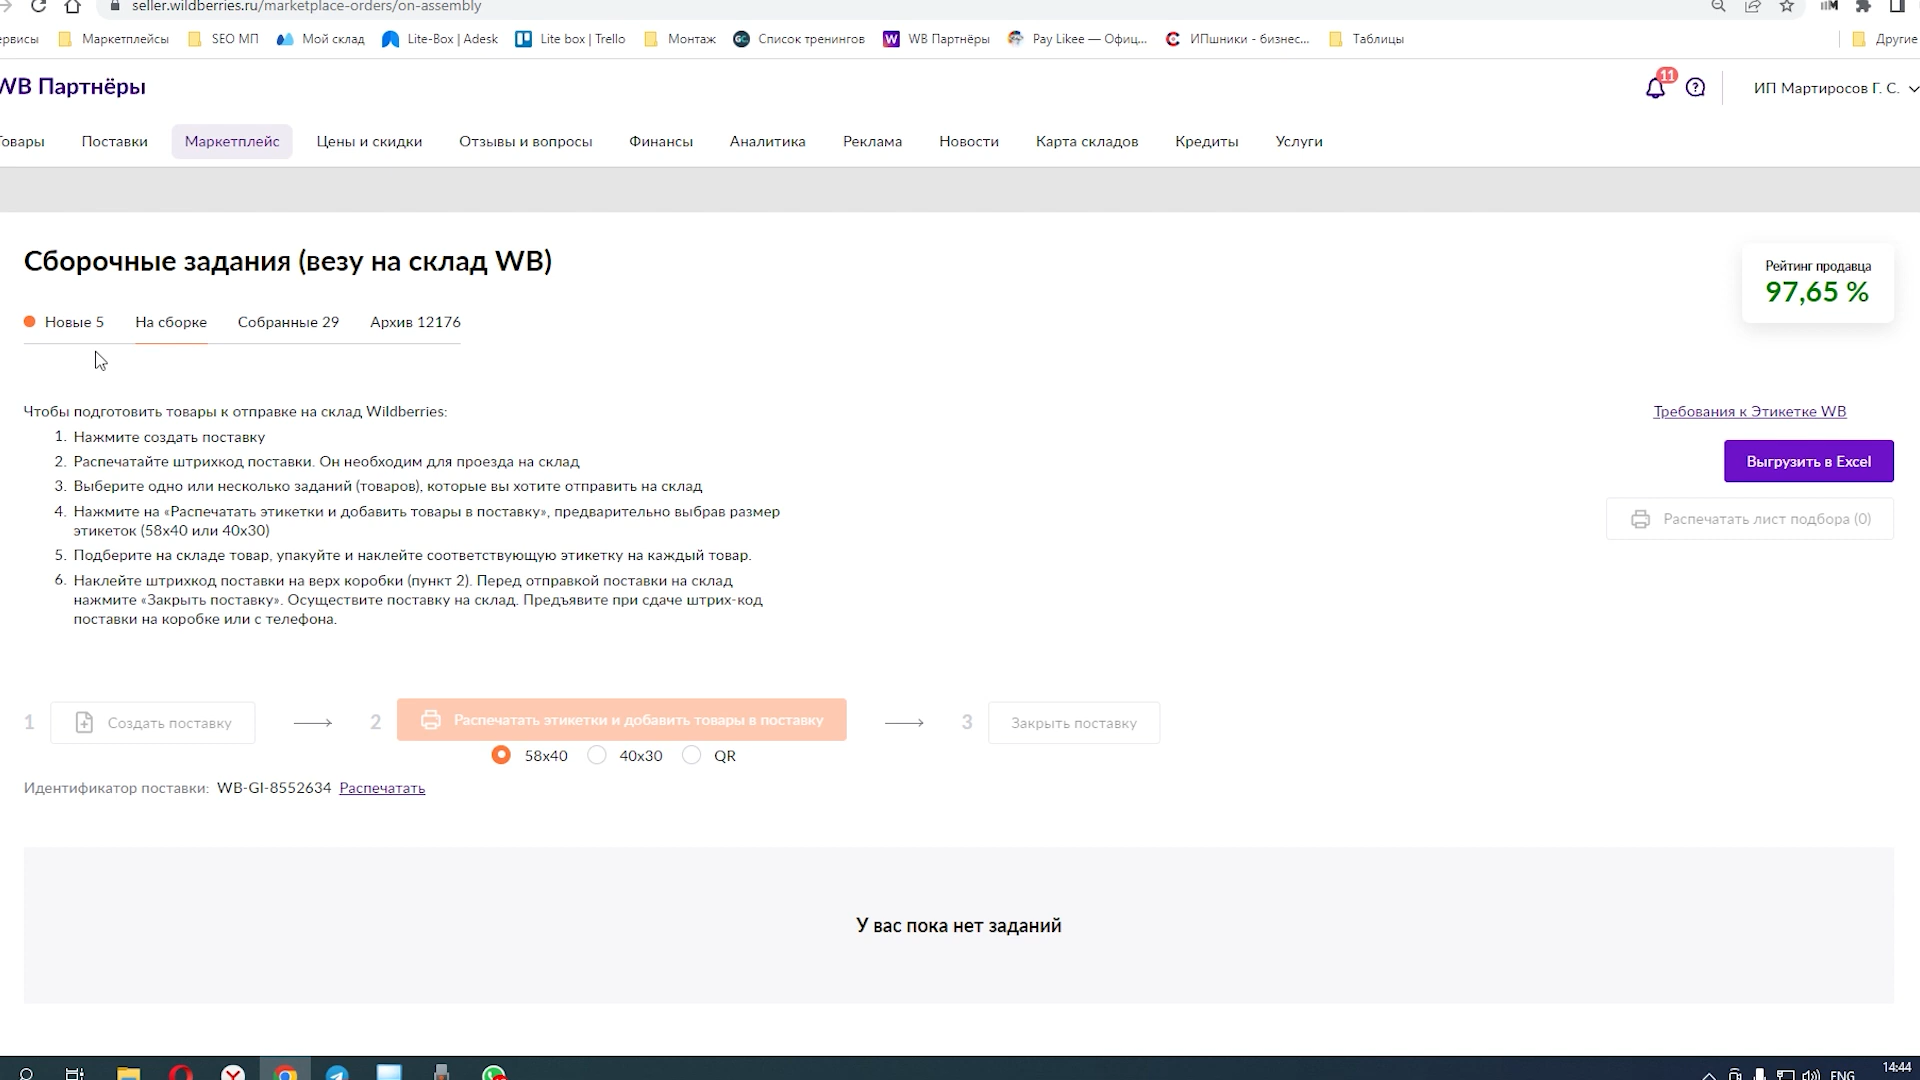 seller.wildberries.ru/marketplace-orders/on-assembly
ервисы Маркетплейсы SEO МП Мой склад Lite-Box | Adesk Lite box | Trello Монтаж Список тренингов WB Партнёры Pay Likee — Офиц... ИПшники - бизнес... Таблицы Другие
WB Партнёры
11
ИП Мартиросов Г. С.
Товары Поставки Маркетплейс Цены и скидки Отзывы и вопросы Финансы Аналитика Реклама Новости Карта складов Кредиты Услуги
Сборочные задания (везу на склад WB)
Рейтинг продавца
97,65 %
Новые 5 На сборке Собранные 29 Архив 12176
Чтобы подготовить товары к отправке на склад Wildberries:
1. Нажмите создать поставку
2. Распечатайте штрихкод поставки. Он необходим для проезда на склад
3. Выберите одно или несколько заданий (товаров), которые вы хотите отправить на склад
4. Нажмите на «Распечатать этикетки и добавить товары в поставку», предварительно выбрав размер
этикеток (58x40 или 40x30)
5. Подберите на складе товар, упакуйте и наклейте соответствующую этикетку на каждый товар.
6. Наклейте штрихкод поставки на верх коробки (пункт 2). Перед отправкой поставки на склад
нажмите «Закрыть поставку». Осуществите поставку на склад. Предъявите при сдаче штрих-код
поставки на коробке или с телефона.
Требования к Этикетке WB
Выгрузить в Excel
Распечатать лист подбора (0)
1 Создать поставку 2 Распечатать этикетки и добавить товары в поставку 3 Закрыть поставку
58x40 40x30 QR
Идентификатор поставки: WB-GI-8552634 Распечатать
У вас пока нет заданий
14:44
ENG